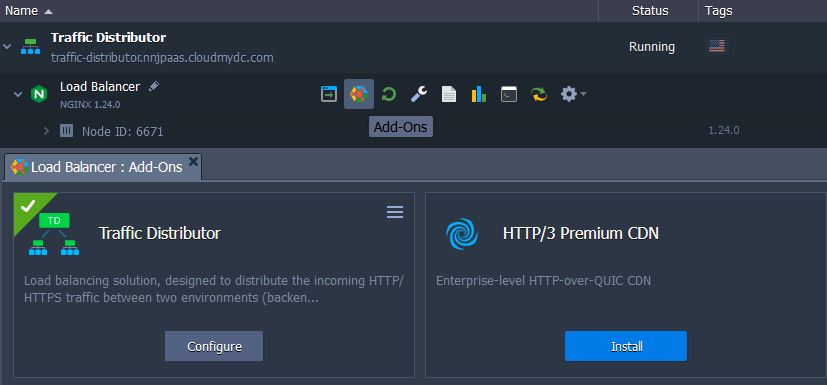 Name Status Tags
Traffic Distributor
traffic-distributor.nnjpaas.cloudmydc.com
Running
Load Balancer
NGINX 1.24.0
Add-Ons
Node ID: 6671
1.24.0
Load Balancer : Add-Ons
TD
Traffic Distributor
Load balancing solution, designed to distribute the incoming HTTP/
HTTPS traffic between two environments (backen...
Configure
HTTP/3 Premium CDN
Enterprise-level HTTP-over-QUIC CDN
Install